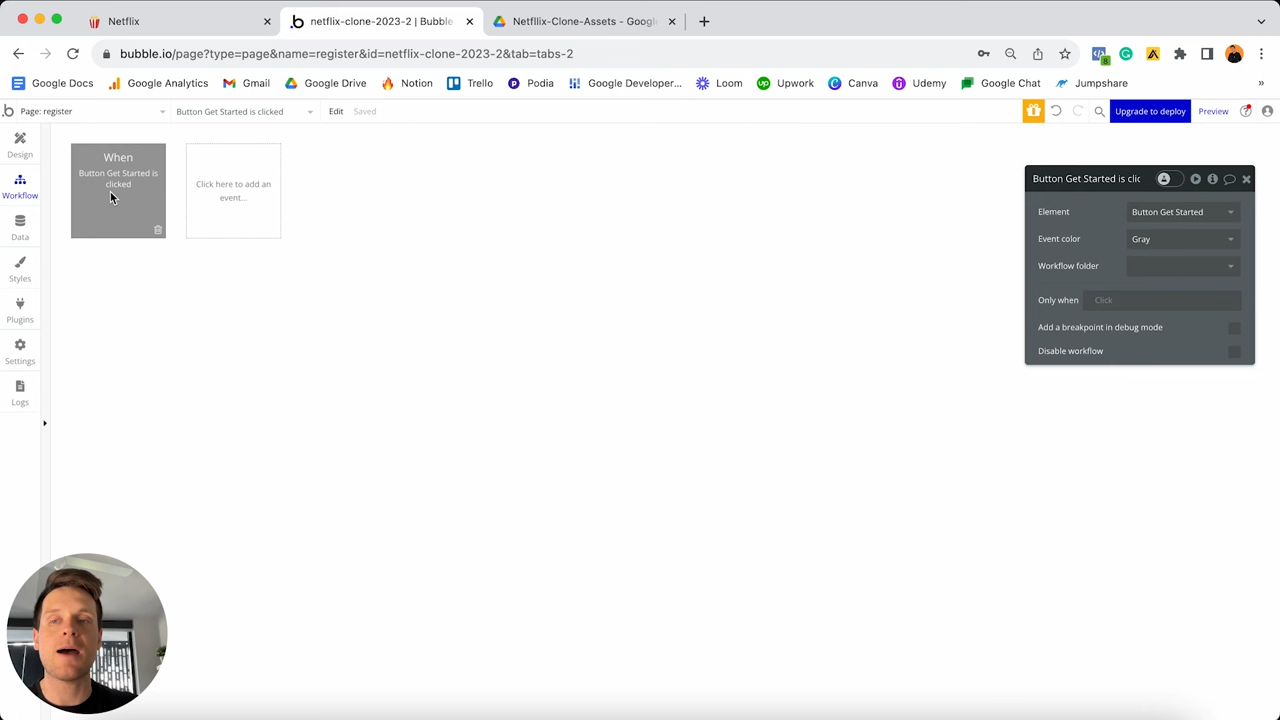 Netflix
netflix-clone-2023-2 | Bubble
Netfllix-Clone-Assets - Google
bubble.io/page?type=page&name=register&id=netflix-clone-2023-2&tab=tabs-2
8
Google Docs
Google Analytics
Gmail
Google Drive
Notion
Trello
Podia
Google Developer...
Loom
Upwork
Canva
Udemy
Google Chat
Jumpshare
»
Page: register
Button Get Started is clicked
Edit
Saved
Upgrade to deploy
Preview
Design
Workflow
Data
Styles
Plugins
Settings
Logs
When
Button Get Started is
clicked
Click here to add an
event...
Button Get Started is clic
Element
Button Get Started
Event color
Gray
Workflow folder
Only when
Click
Add a breakpoint in debug mode
Disable workflow